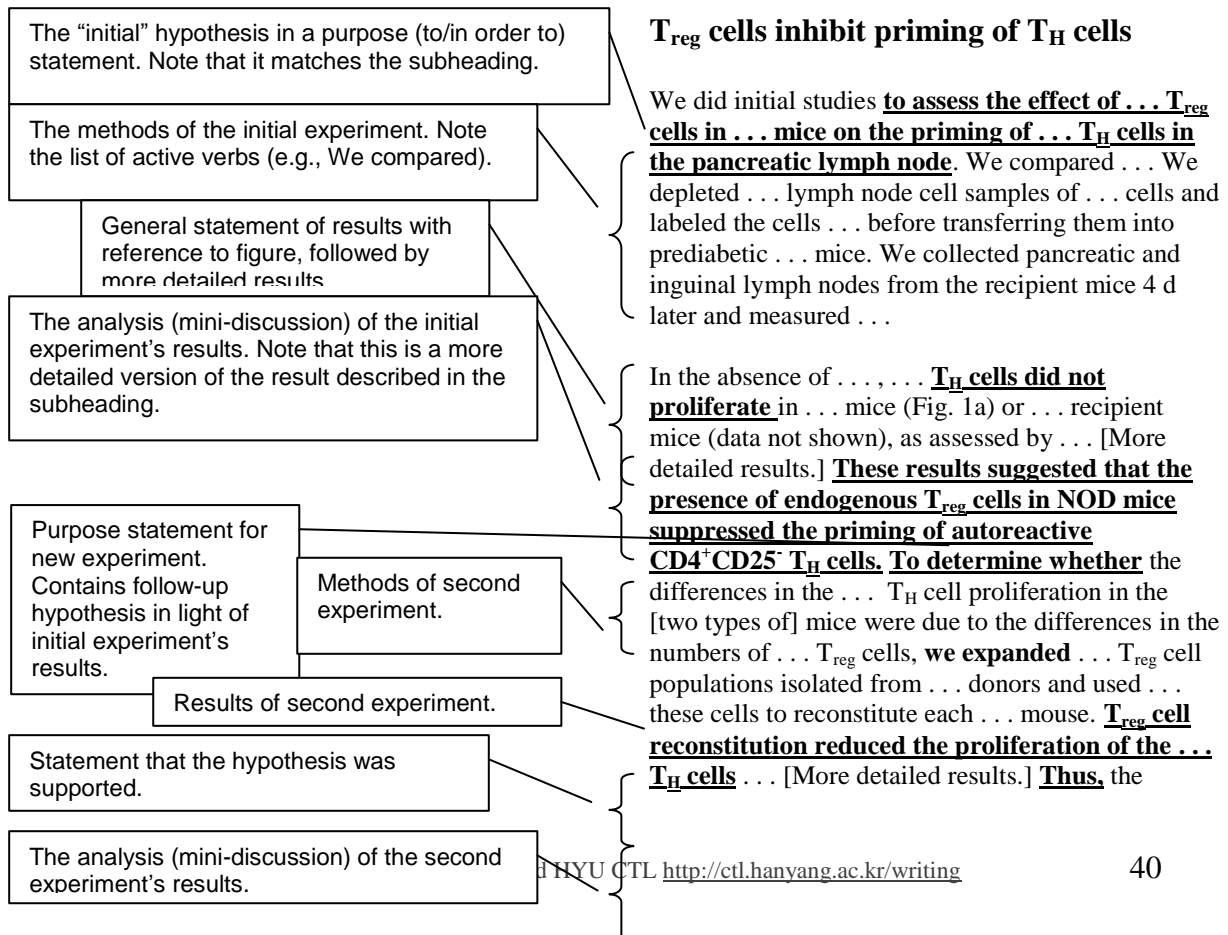 The “initial” hypothesis in a purpose (to/in order to)
statement. Note that it matches the subheading.
The methods of the initial experiment. Note
the list of active verbs (e.g., We compared).
General statement of results with
reference to figure, followed by
more detailed results
The analysis (mini-discussion) of the initial
experiment’s results. Note that this is a more
detailed version of the result described in the
subheading.
Purpose statement for
new experiment.
Contains follow-up
hypothesis in light of
initial experiment’s
results.
Methods of second
experiment.
Results of second experiment.
Statement that the hypothesis was
supported.
The analysis (mini-discussion) of the second
experiment’s results.
Treg cells inhibit priming of TH cells
We did initial studies to assess the effect of . . . Treg
cells in . . . mice on the priming of . . . TH cells in
the pancreatic lymph node. We compared . . . We
depleted . . . lymph node cell samples of . . . cells and
labeled the cells . . . before transferring them into
prediabetic . . . mice. We collected pancreatic and
inguinal lymph nodes from the recipient mice 4 d
later and measured . . .
In the absence of . . . , . . . TH cells did not
proliferate in . . . mice (Fig. 1a) or . . . recipient
mice (data not shown), as assessed by . . . [More
detailed results.] These results suggested that the
presence of endogenous Treg cells in NOD mice
suppressed the priming of autoreactive
CD4+CD25- TH cells. To determine whether the
differences in the . . . TH cell proliferation in the
[two types of] mice were due to the differences in the
numbers of . . . Treg cells, we expanded . . . Treg cell
populations isolated from . . . donors and used . . .
these cells to reconstitute each . . . mouse. Treg cell
reconstitution reduced the proliferation of the . . .
TH cells . . . [More detailed results.] Thus, the
HYU CTL http://ctl.hanyang.ac.kr/writing 40